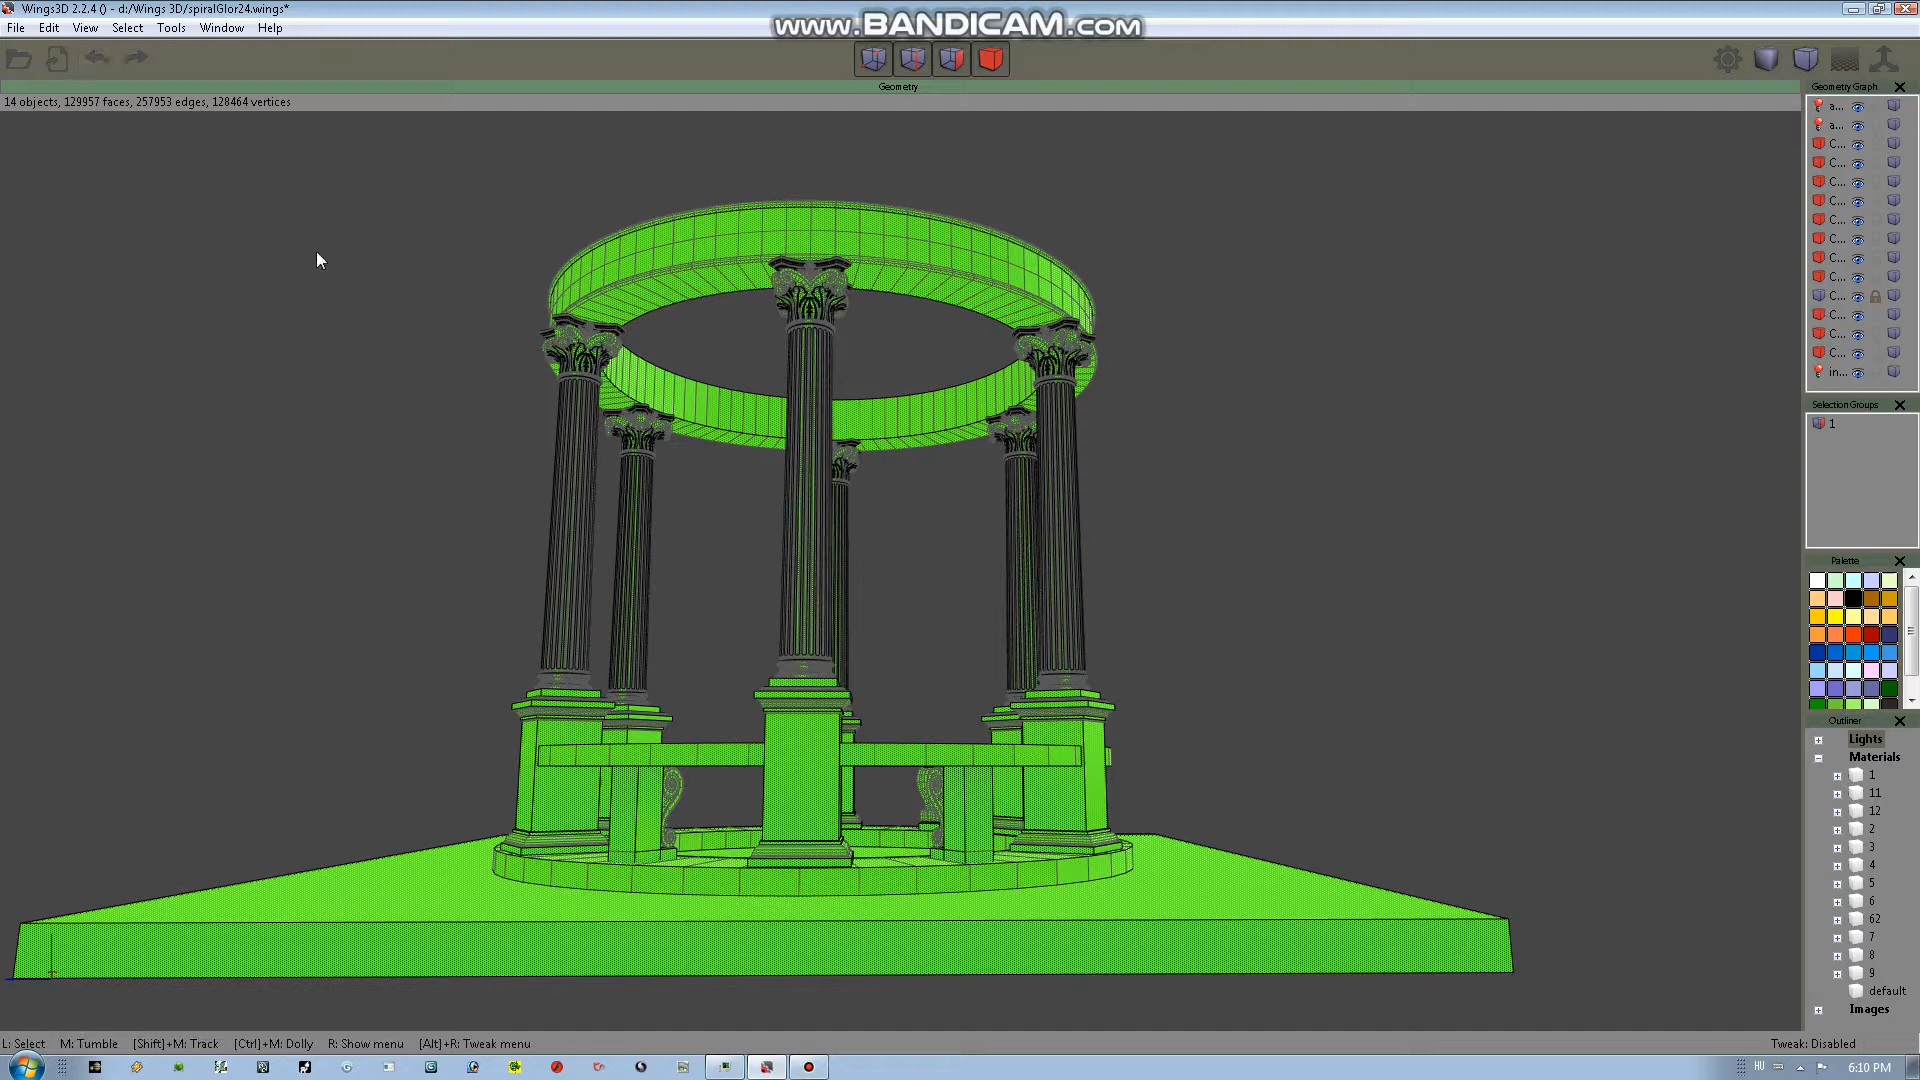 Wings3D 2.2.4 () - d:/Wings 3D/spiralGlor24.wings*
www.BANDICAM.com
File Edit View Select Tools Window Help
Geometry
14 objects, 129957 faces, 257953 edges, 128464 vertices
Geometry Graph
a...
a...
C...
C...
C...
C...
C...
C...
C...
C...
C...
C...
C...
C...
in...
Selection Groups
1
Palette
Outliner
Lights
Materials
1
11
12
2
3
4
5
6
62
7
8
9
default
Images
L: Select M: Tumble [Shift]+M: Track [Ctrl]+M: Dolly R: Show menu [Alt]+R: Tweak menu
Tweak: Disabled
HU
6:10 PM